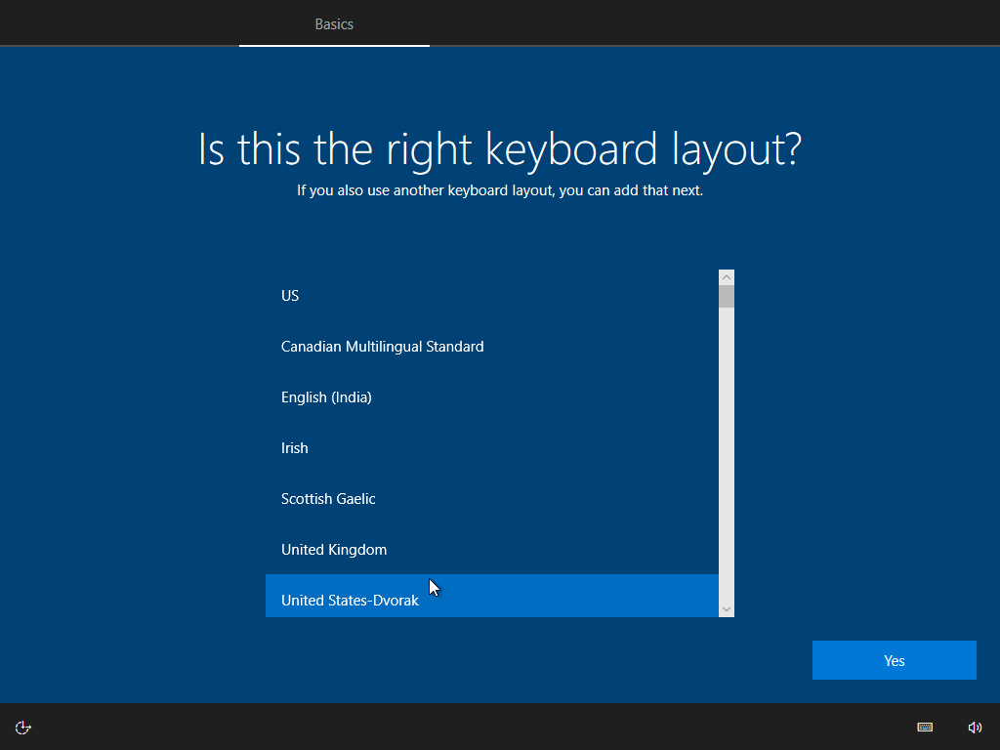 Basics
Is this the right keyboard layout?
If you also use another keyboard layout, you can add that next.
US
Canadian Multilingual Standard
English (India)
Irish
Scottish Gaelic
United Kingdom
United States-Dvorak
Yes